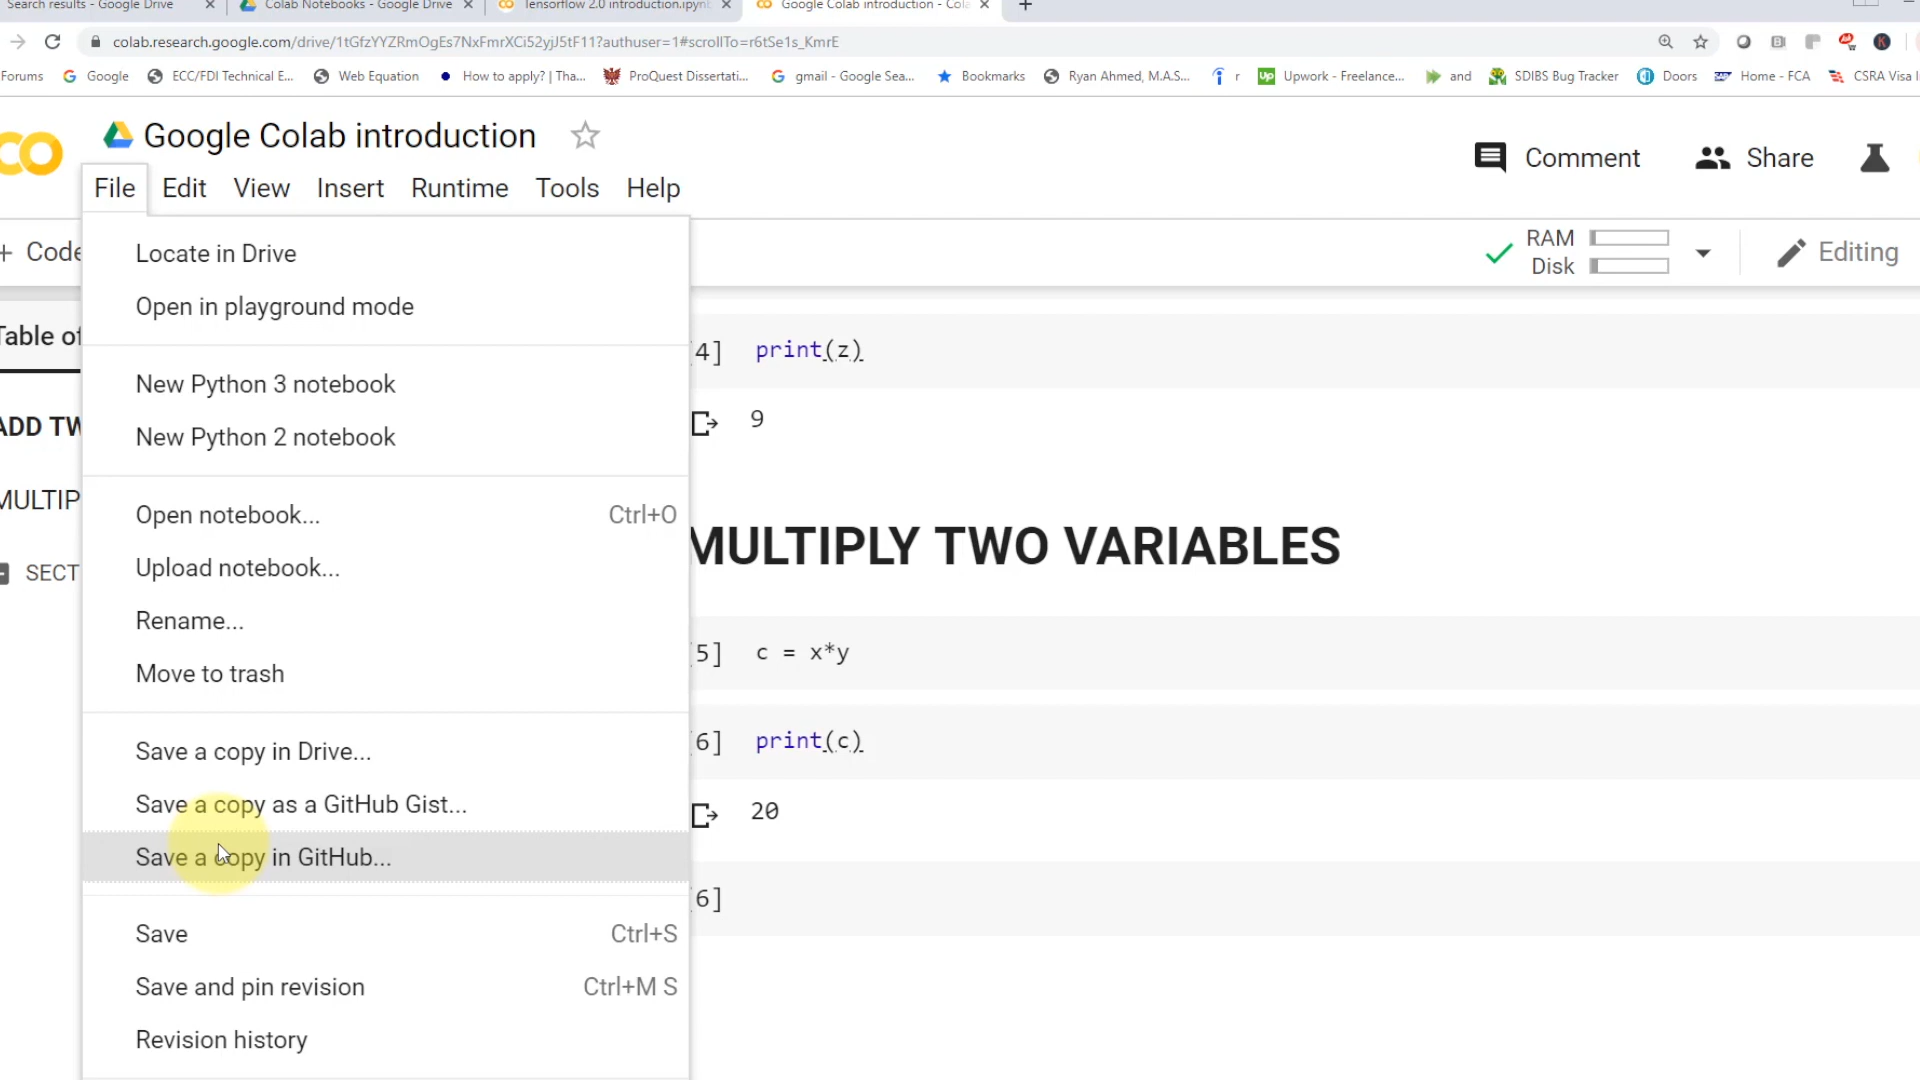 Search results - Google Drive
Colab Notebooks - Google Drive
Tensorflow 2.0 introduction.ipynb
Google Colab introduction - Cola
colab.research.google.com/drive/1tGfzYYZRmOgEs7NxFmrXCi52yjJ5tF11?authuser=1#scrollTo=r6tSe1s_KmrE
Forums Google ECC/FDI Technical E... Web Equation How to apply? | Tha... ProQuest Dissertati... gmail - Google Sea... Bookmarks Ryan Ahmed, M.A.S... r Upwork - Freelance... and SDIBS Bug Tracker Doors Home - FCA CSRA Visa I
Google Colab introduction
Comment Share
File Edit View Insert Runtime Tools Help
+ Code
RAM
Disk
Editing
Table of
ADD TW
MULTIP
SECT
Locate in Drive
Open in playground mode
New Python 3 notebook
New Python 2 notebook
Open notebook... Ctrl+O
Upload notebook...
Rename...
Move to trash
Save a copy in Drive...
Save a copy as a GitHub Gist...
Save a copy in GitHub...
Save Ctrl+S
Save and pin revision Ctrl+M S
Revision history
[4] print(z)
9
MULTIPLY TWO VARIABLES
[5] c = x*y
[6] print(c)
20
[6]